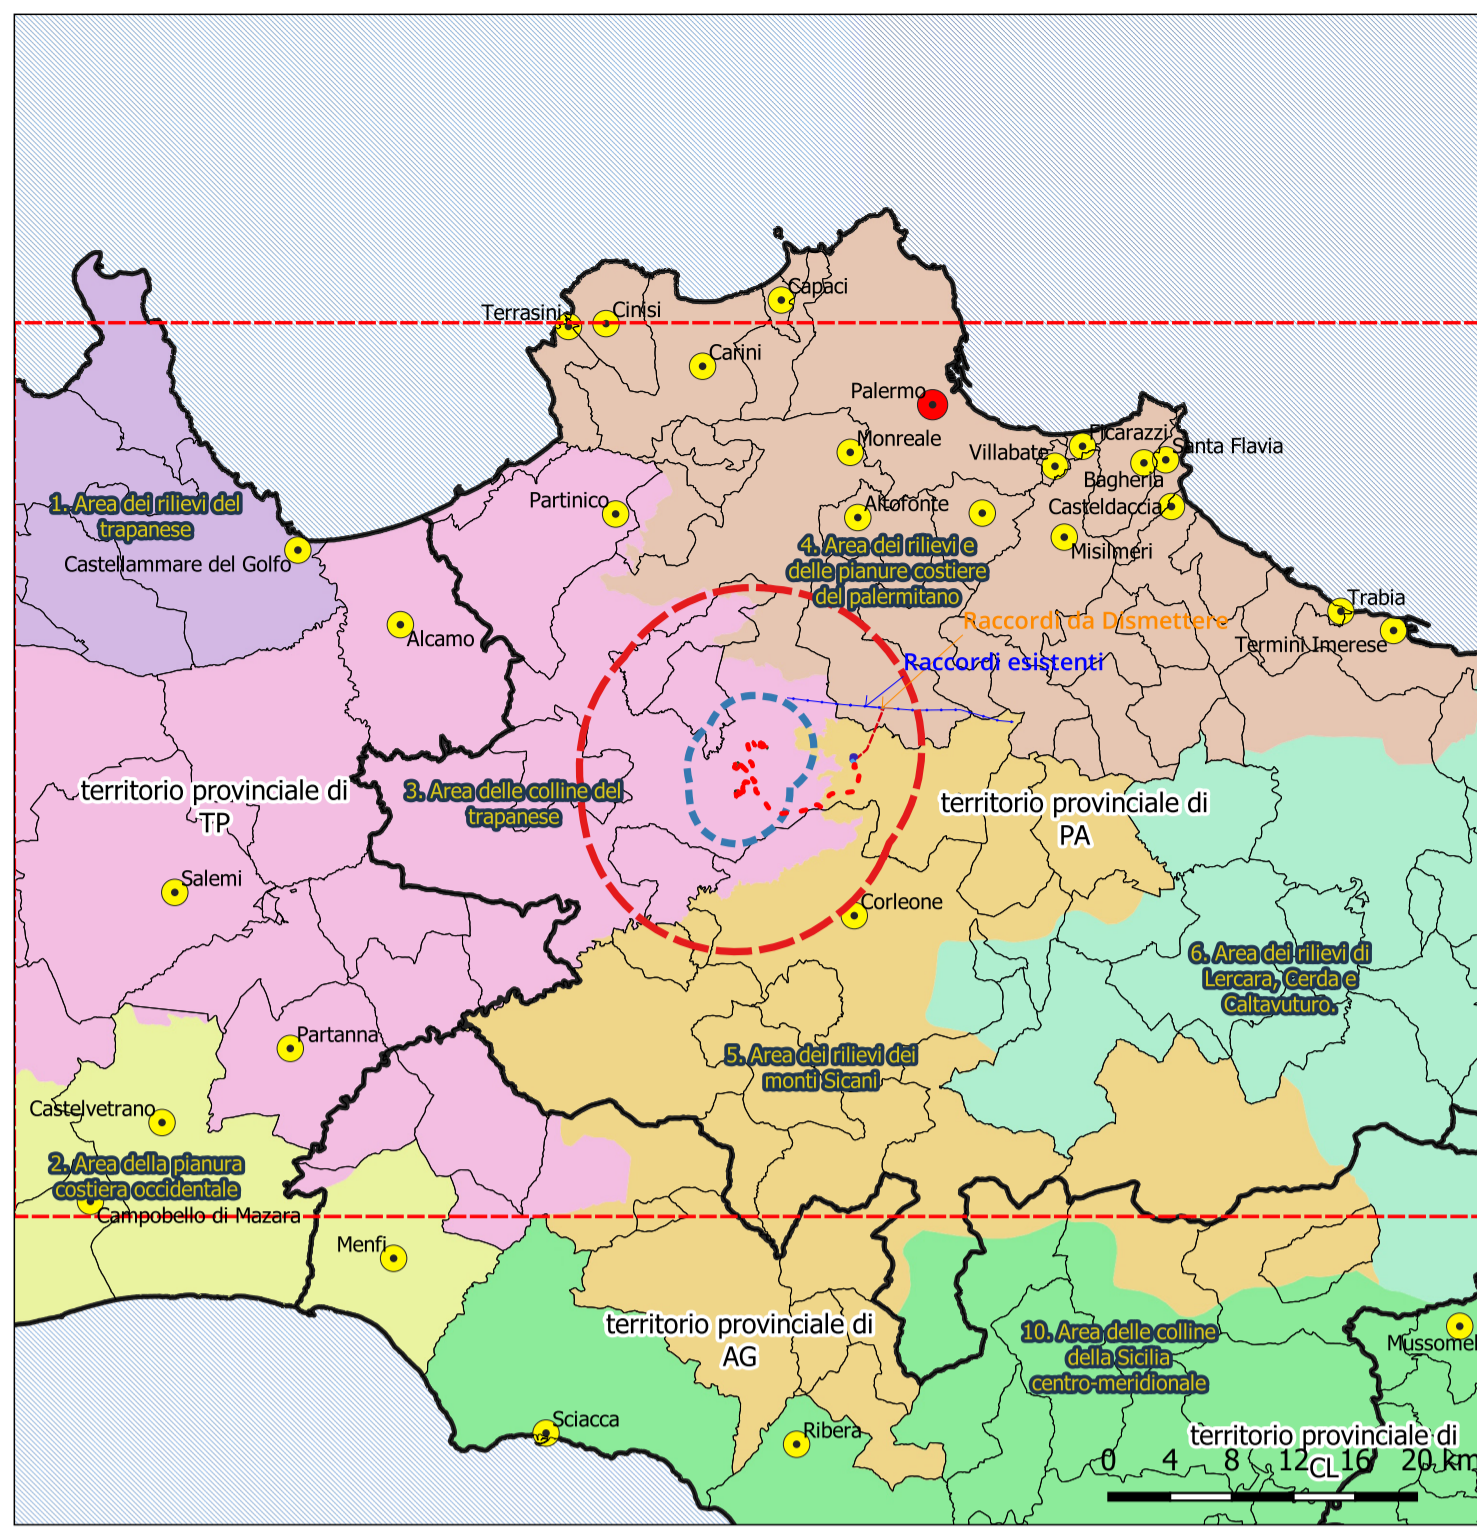 Capaci
Terrasini
Cinisi
Carini
Palermo
Monreale
Ficarazzi
Villabate
Santa Flavia
Bagheria
1. Area dei rilievi del
trapanese
Partinico
Altofonte
Casteldaccia
Castellammare del Golfo
4. Area dei rilievi e
delle pianure costiere
del palermitano
Misilmeri
Trabia
Raccordi da Dismettere
Alcamo
Termini Imerese
Raccordi esistenti
territorio provinciale di
TP
3. Area delle colline del
trapanese
territorio provinciale di
PA
Salemi
Corleone
6. Area dei rilievi di
Lercara, Cerda e
Caltavuturo.
Partanna
5. Area dei rilievi dei
monti Sicani
Castelvetrano
2. Area della pianura
costiera occidentale
Campobello di Mazara
Menfi
territorio provinciale di
AG
10. Area delle colline
della Sicilia
centro-meridionale
Mussomel
Sciacca
Ribera
territorio provinciale di
CL
0 4 8 12 16 20 km